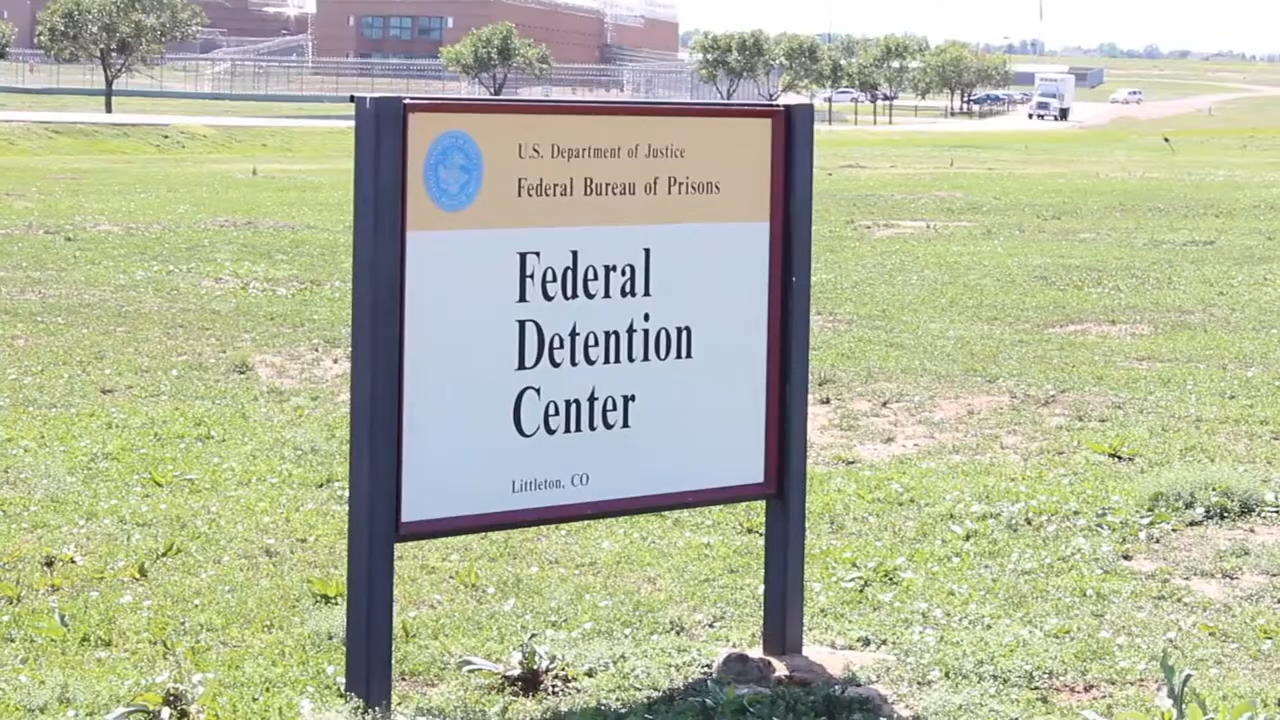 U.S. Department of Justice
Federal Bureau of Prisons
Federal
Detention
Center
Littleton, CO